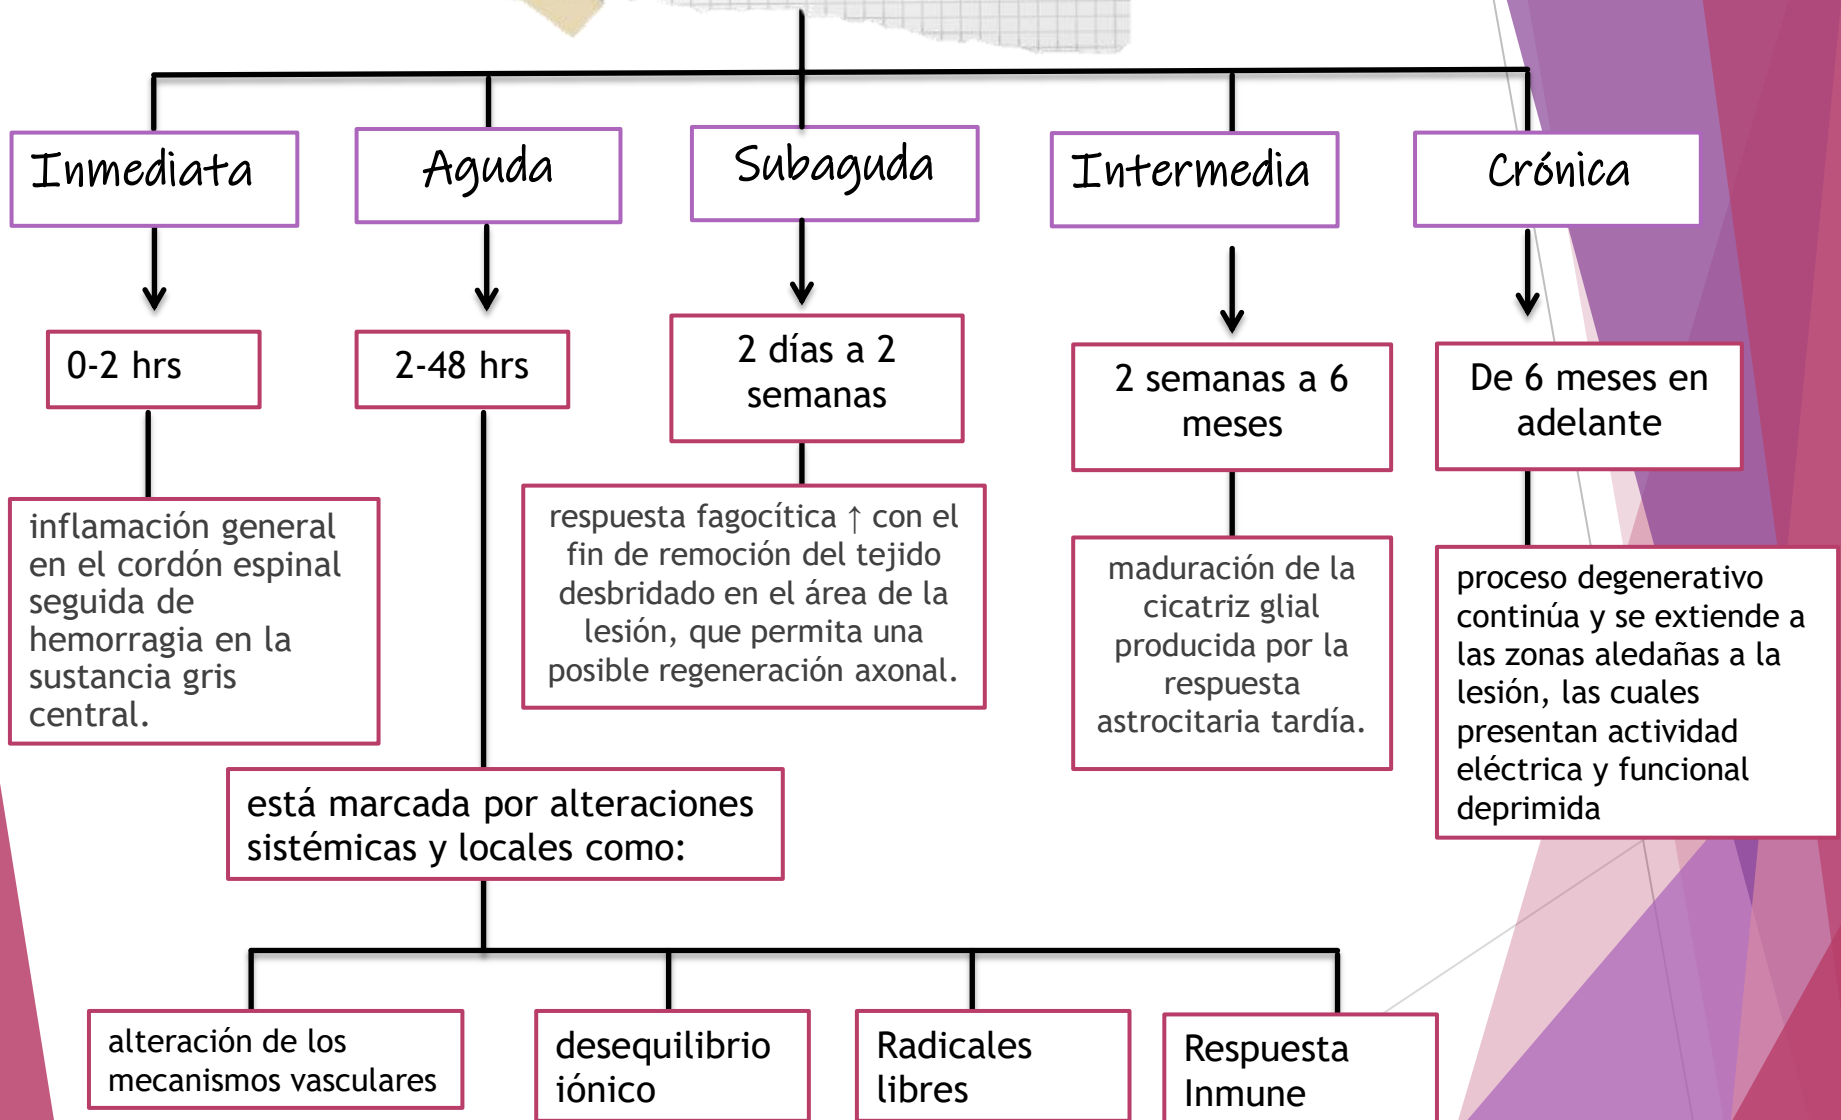 Inmediata
Aguda
Subaguda
Intermedia
Crónica
0-2 hrs
2-48 hrs
2 días a 2
semanas
2 semanas a 6
meses
De 6 meses en
adelante
inflamación general
en el cordón espinal
seguida de
hemorragia en la
sustancia gris
central.
respuesta fagocítica ↑ con el
fin de remoción del tejido
desbridado en el área de la
lesión, que permita una
posible regeneración axonal.
maduración de la
cicatriz glial
producida por la
respuesta
astrocitaria tardía.
proceso degenerativo
continúa y se extiende a
las zonas aledañas a la
lesión, las cuales
presentan actividad
eléctrica y funcional
deprimida
está marcada por alteraciones
sistémicas y locales como:
alteración de los
mecanismos vasculares
desequilibrio
iónico
Radicales
libres
Respuesta
Inmune